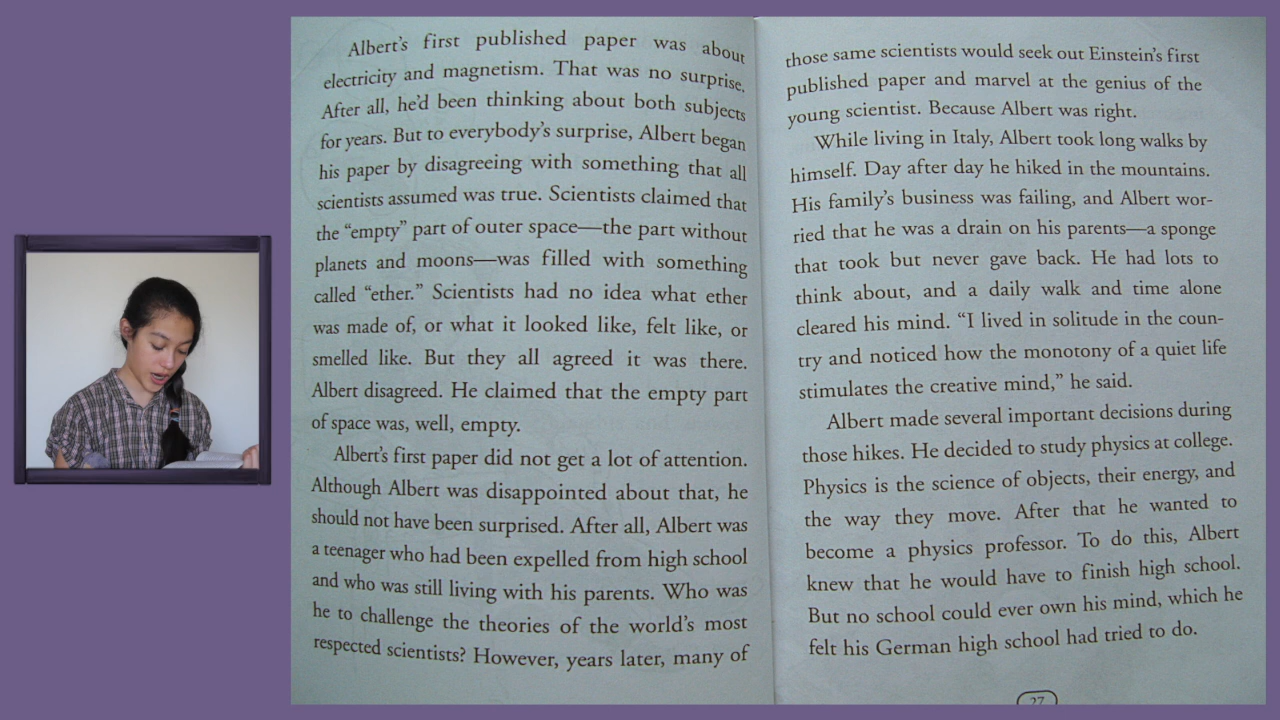 Albert's first published paper was about
electricity and magnetism. That was no surprise.
After all, he'd been thinking about both subjects
for years. But to everybody's surprise, Albert began
his paper by disagreeing with something that all
scientists assumed was true. Scientists claimed that
the “empty” part of outer space—the part without
planets and moons—was filled with something
called “ether.” Scientists had no idea what ether
was made of, or what it looked like, felt like, or
smelled like. But they all agreed it was there.
Albert disagreed. He claimed that the empty part
of space was, well, empty.
Albert's first paper did not get a lot of attention.
Although Albert was disappointed about that, he
should not have been surprised. After all, Albert was
a teenager who had been expelled from high school
and who was still living with his parents. Who was
he to challenge the theories of the world's most
respected scientists? However, years later, many of
those same scientists would seek out Einstein's first
published paper and marvel at the genius of the
young scientist. Because Albert was right.
While living in Italy, Albert took long walks by
himself. Day after day he hiked in the mountains.
His family's business was failing, and Albert wor-
ried that he was a drain on his parents—a sponge
that took but never gave back. He had lots to
think about, and a daily walk and time alone
cleared his mind. “I lived in solitude in the coun-
try and noticed how the monotony of a quiet life
stimulates the creative mind,” he said.
Albert made several important decisions during
those hikes. He decided to study physics at college.
Physics is the science of objects, their energy, and
the way they move. After that he wanted to
become a physics professor. To do this, Albert
knew that he would have to finish high school.
But no school could ever own his mind, which he
felt his German high school had tried to do.
27